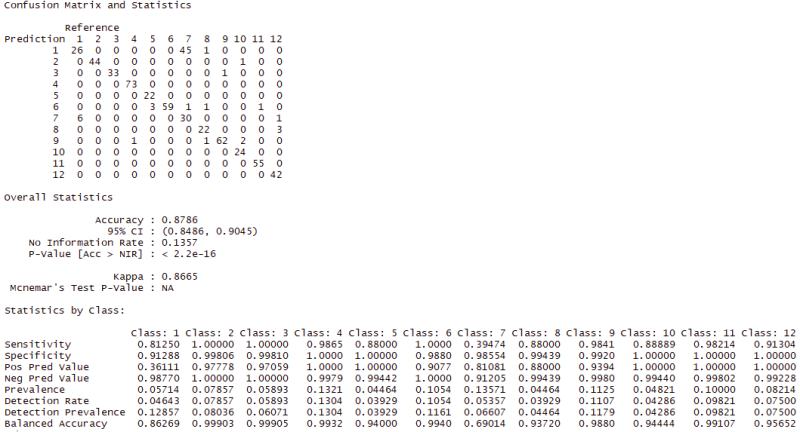 Confusion Matrix and Statistics
Reference
Prediction 1 2 3 4 5 6 7 8 9 10 11 12
1 26 0 0 0 0 0 45 1 0 0 0 0
2 0 44 0 0 0 0 0 0 0 1 0 0
3 0 0 33 0 0 0 0 0 1 0 0 0
4 0 0 0 73 0 0 0 0 0 0 0 0
5 0 0 0 0 22 0 0 0 0 0 0 0
6 0 0 0 0 3 59 1 1 0 0 1 0
7 6 0 0 0 0 0 30 0 0 0 0 1
8 0 0 0 0 0 0 0 22 0 0 0 3
9 0 0 0 1 0 0 0 1 62 2 0 0
10 0 0 0 0 0 0 0 0 0 24 0 0
11 0 0 0 0 0 0 0 0 0 0 55 0
12 0 0 0 0 0 0 0 0 0 0 0 42
Overall Statistics
Accuracy : 0.8786
95% CI : (0.8486, 0.9045)
No Information Rate : 0.1357
P-Value [Acc > NIR] : < 2.2e-16
Kappa : 0.8665
Mcnemar's Test P-Value : NA
Statistics by Class:
Class: 1 Class: 2 Class: 3 Class: 4 Class: 5 Class: 6 Class: 7 Class: 8 Class: 9 Class: 10 Class: 11 Class: 12
Sensitivity 0.81250 1.00000 1.00000 0.9865 0.88000 1.0000 0.39474 0.88000 0.9841 0.88889 0.98214 0.91304
Specificity 0.91288 0.99806 0.99810 1.0000 1.00000 0.9880 0.98554 0.99439 0.9920 1.00000 1.00000 1.00000
Pos Pred Value 0.36111 0.97778 0.97059 1.0000 1.00000 0.9077 0.81081 0.88000 0.9394 1.00000 1.00000 1.00000
Neg Pred Value 0.98770 1.00000 1.00000 0.9979 0.99442 1.0000 0.91205 0.99439 0.9980 0.99440 0.99802 0.99228
Prevalence 0.05714 0.07857 0.05893 0.1321 0.04464 0.1054 0.13571 0.04464 0.1125 0.04821 0.10000 0.08214
Detection Rate 0.04643 0.07857 0.05893 0.1304 0.03929 0.1054 0.05357 0.03929 0.1107 0.04286 0.09821 0.07500
Detection Prevalence 0.12857 0.08036 0.06071 0.1304 0.03929 0.1161 0.06607 0.04464 0.1179 0.04286 0.09821 0.07500
Balanced Accuracy 0.86269 0.99903 0.99905 0.9932 0.94000 0.9940 0.69014 0.93720 0.9880 0.94444 0.99107 0.95652